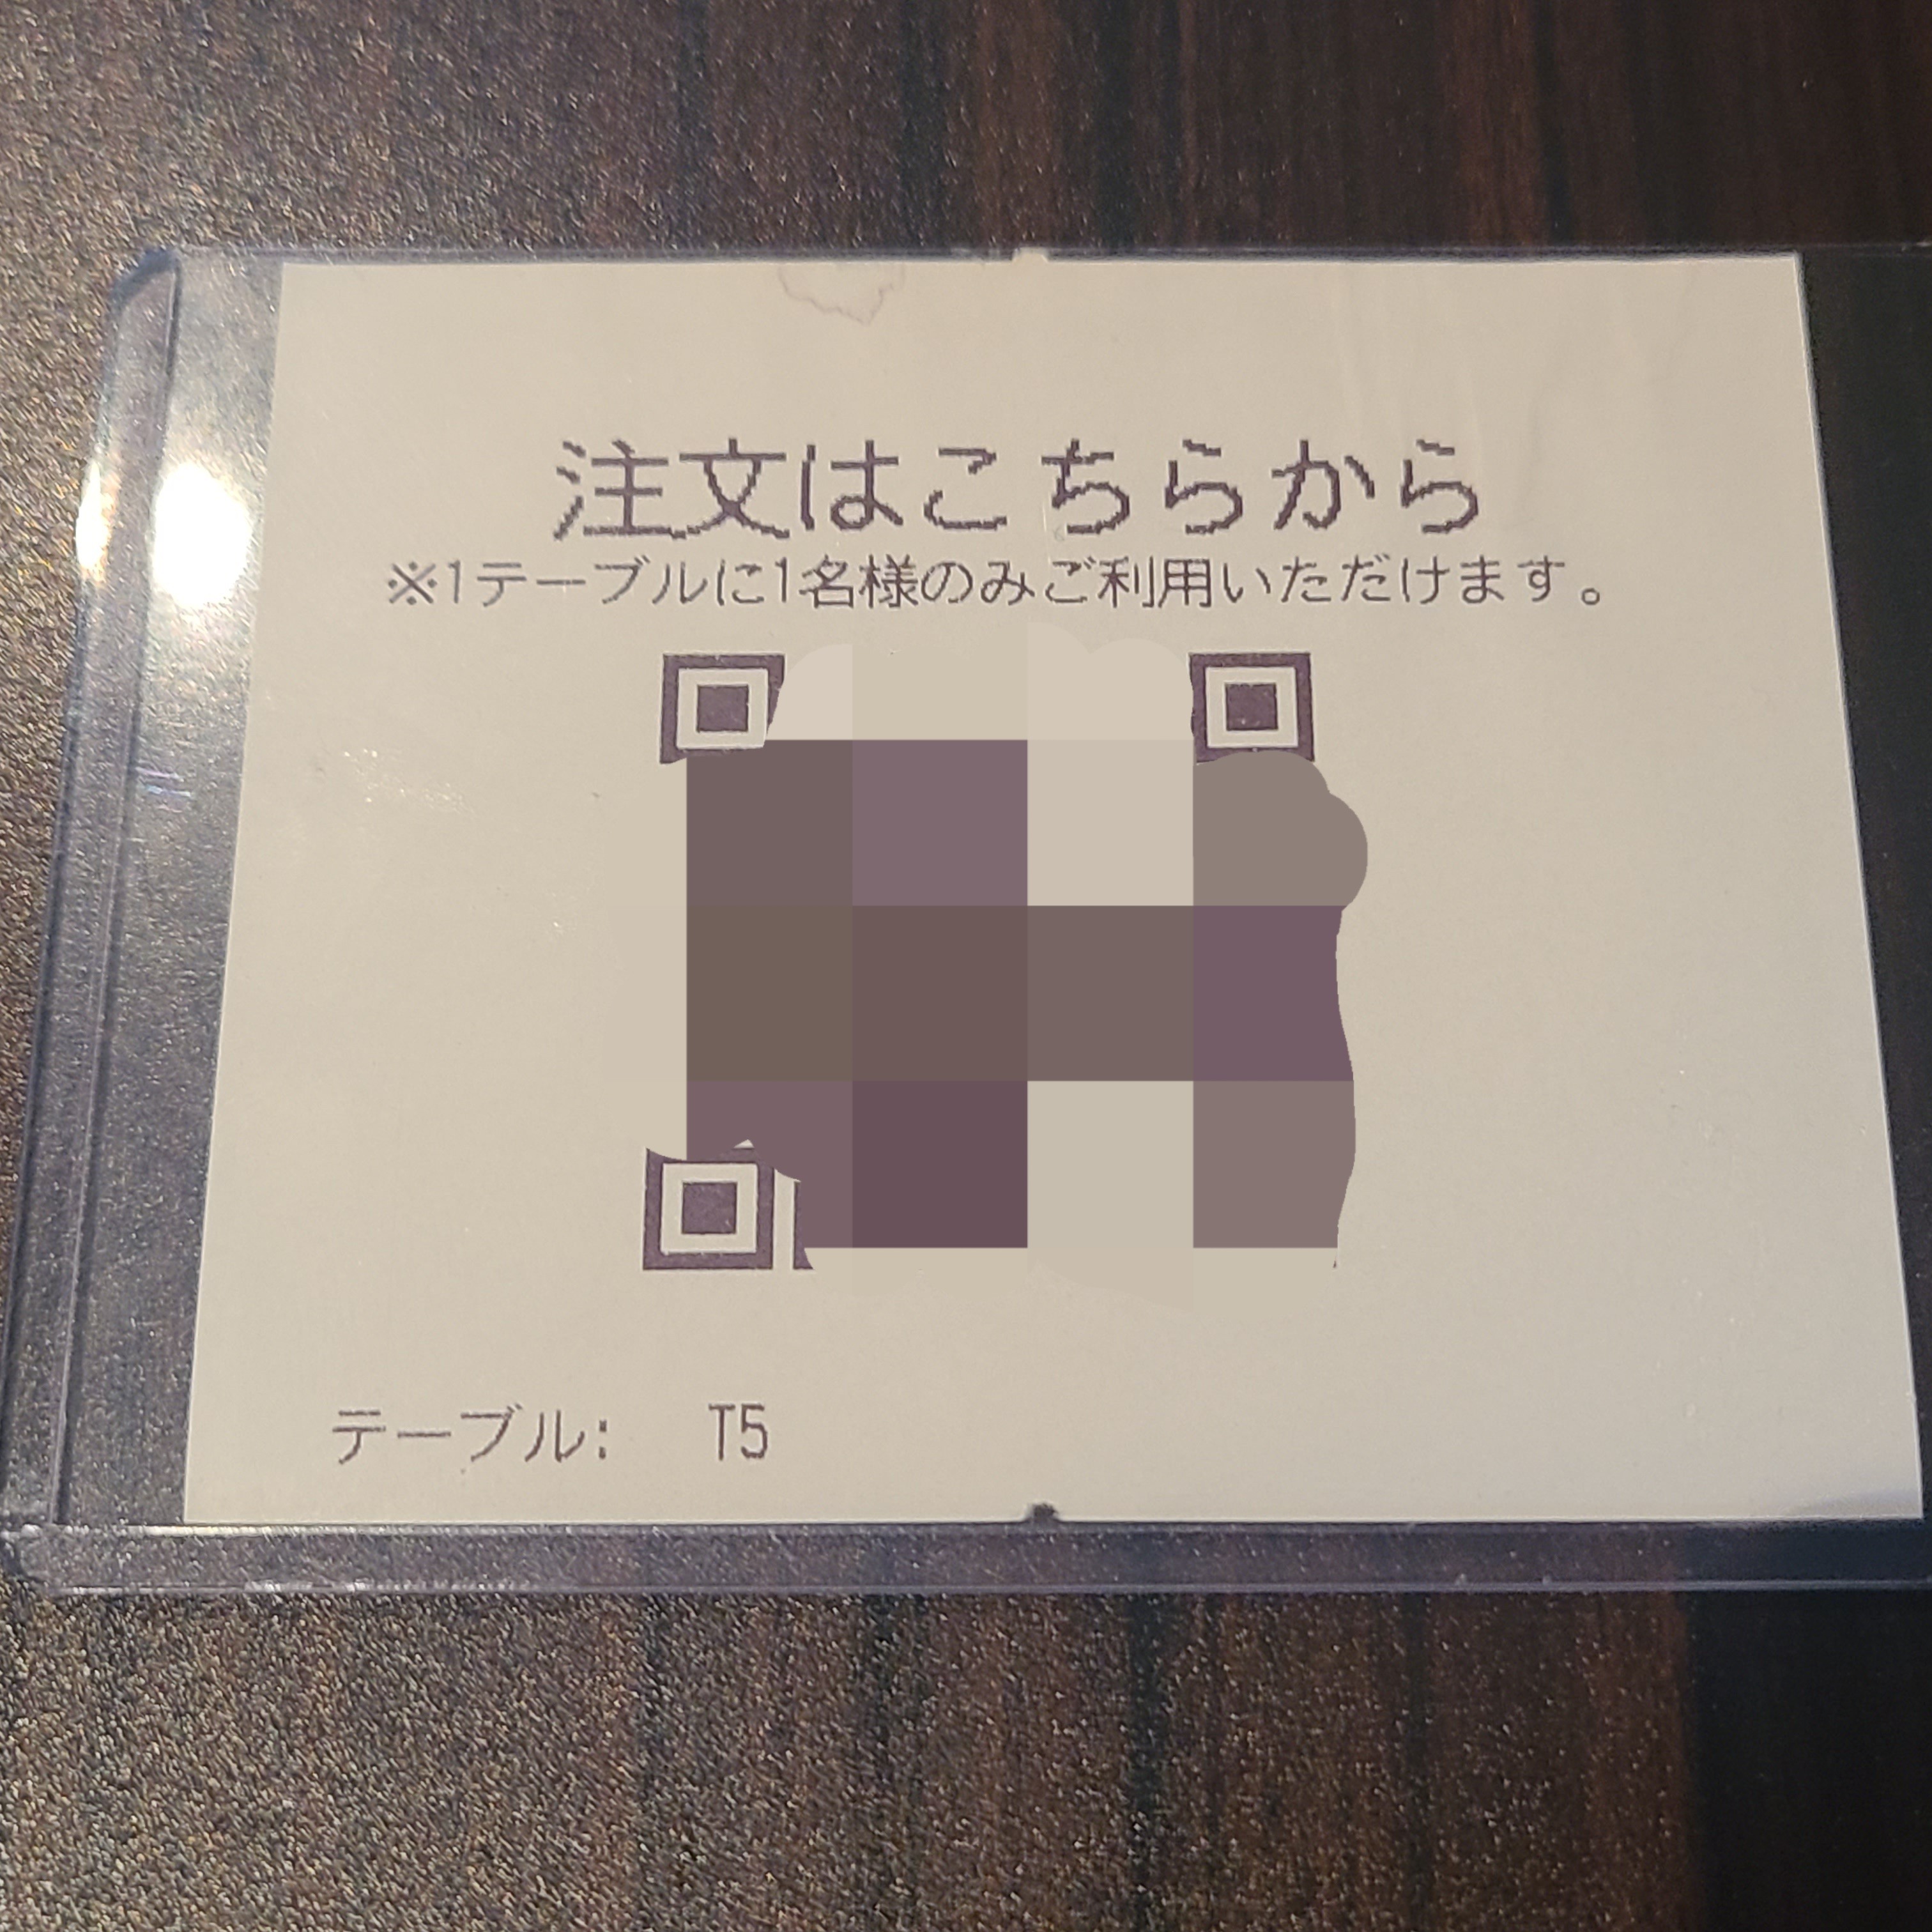 注文はこちらから
※1テーブルに1名様のみご利用いただけます。
テーブル: T5